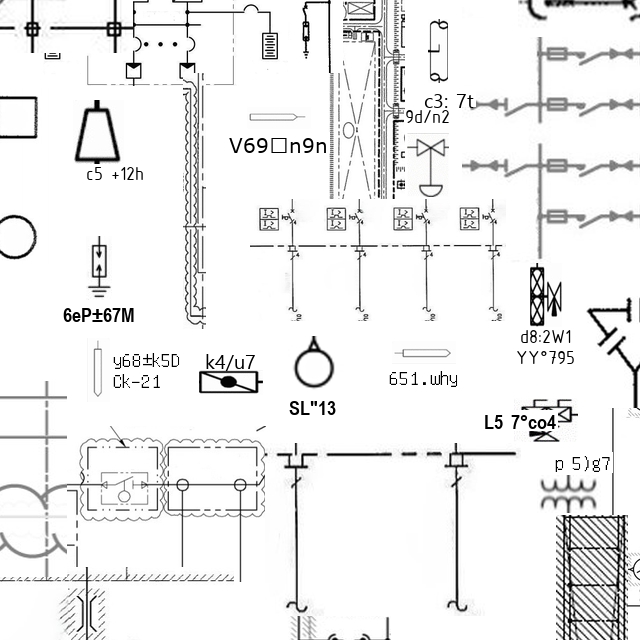 c3: 7t
9d/n2
V69□n9n
c5 +12h
6eP±67M
d8:2W1
YY°795
y68±k5D
Ck-21
k4/u7
651.why
SL"13
L5 7°co4
p 5)g7